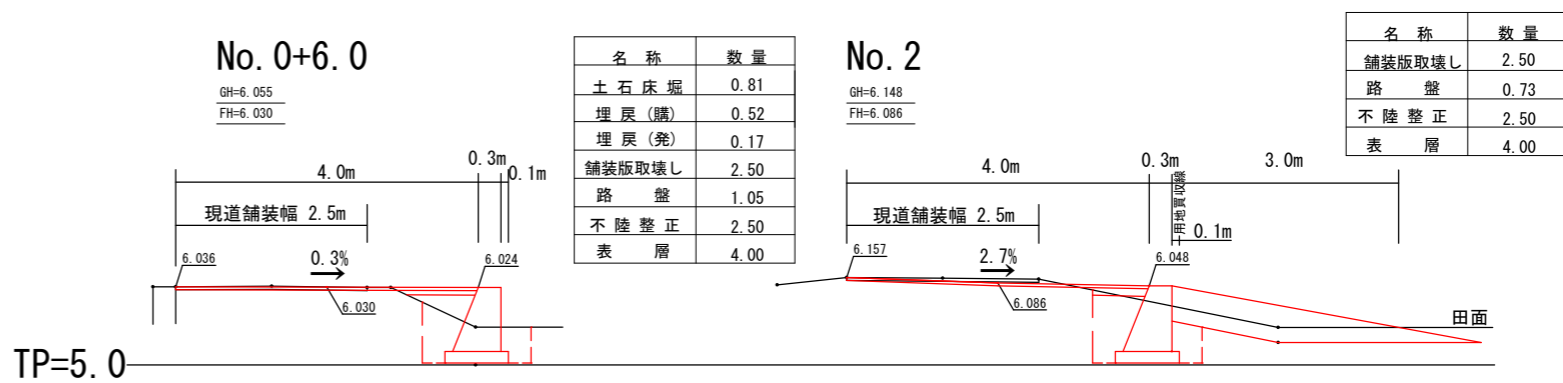 No. 0+6.0
GH=6.055
FH=6.030
名 称 数 量
土 石 床 堀 0.81
埋 戻 (購) 0.52
埋 戻 (発) 0.17
舗装版取壊し 2.50
路 盤 1.05
不 陸 整 正 2.50
表 層 4.00
4.0m
0.3m
0.1m
現道舗装幅 2.5m
6.036
0.3%
6.024
6.030
No. 2
GH=6.148
FH=6.086
名 称 数 量
舗装版取壊し 2.50
路 盤 0.73
不 陸 整 正 2.50
表 層 4.00
4.0m
0.3m
3.0m
現道舗装幅 2.5m
用地買収線
0.1m
6.157
2.7%
6.048
6.086
田面
TP=5.0